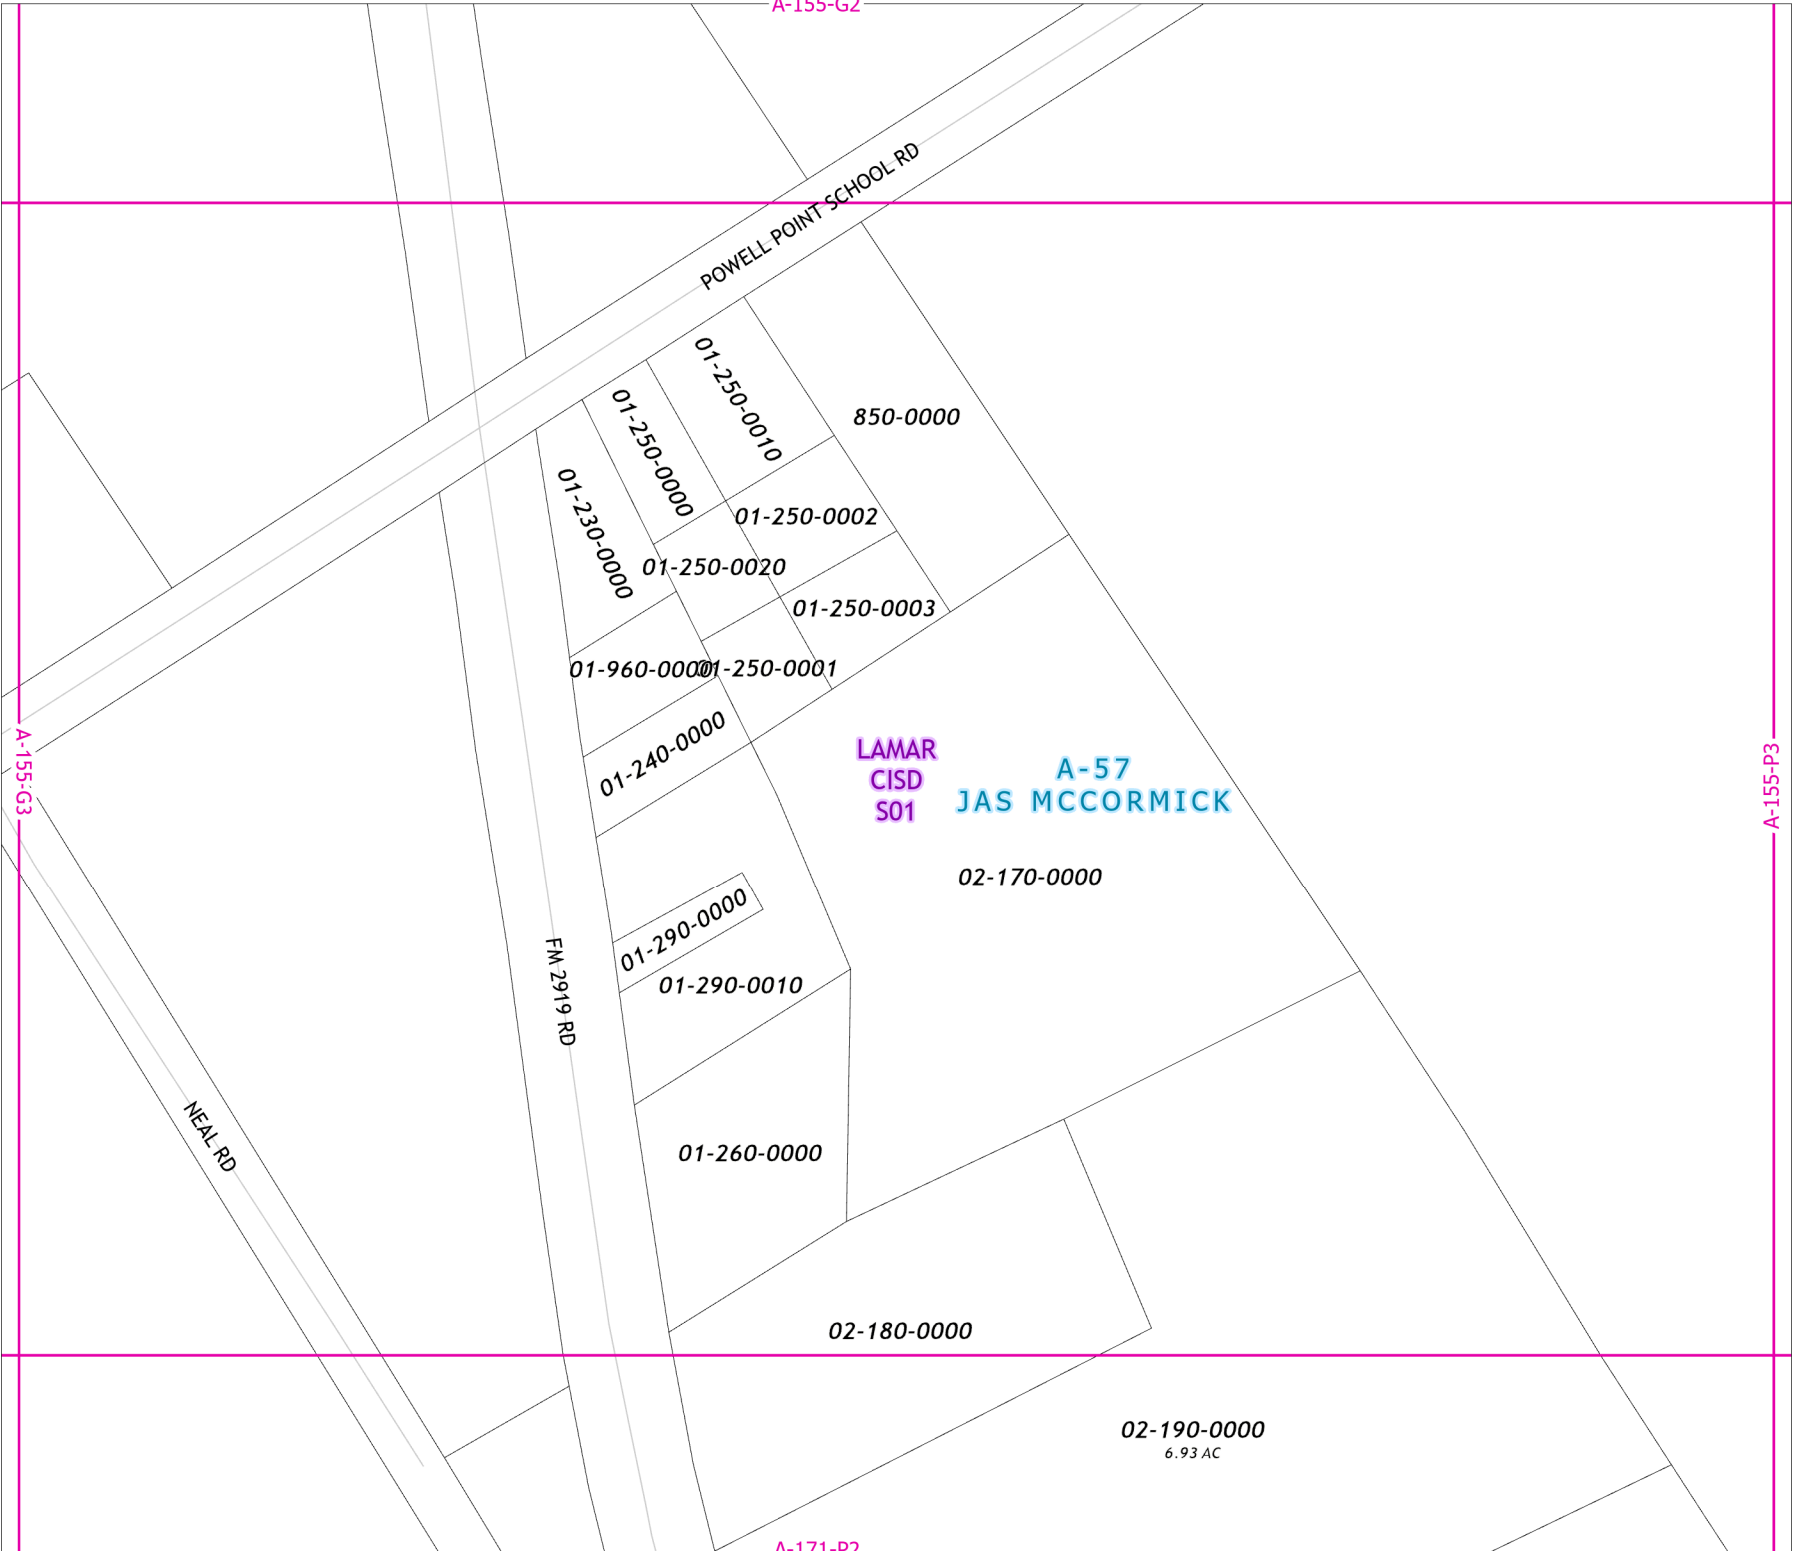 A-155-G2
POWELL POINT SCHOOL RD
01-250-0010
01-250-0000
850-0000
01-230-0000
01-250-0002
01-250-0020
01-250-0003
01-960-0000
01-250-0001
01-240-0000
A-155-G3
A-155-P3
LAMAR
CISD
S01
A-57
JAS MCCORMICK
02-170-0000
01-290-0000
01-290-0010
FM 2919 RD
NEAL RD
01-260-0000
02-180-0000
02-190-0000
6.93 AC
A-171-P2